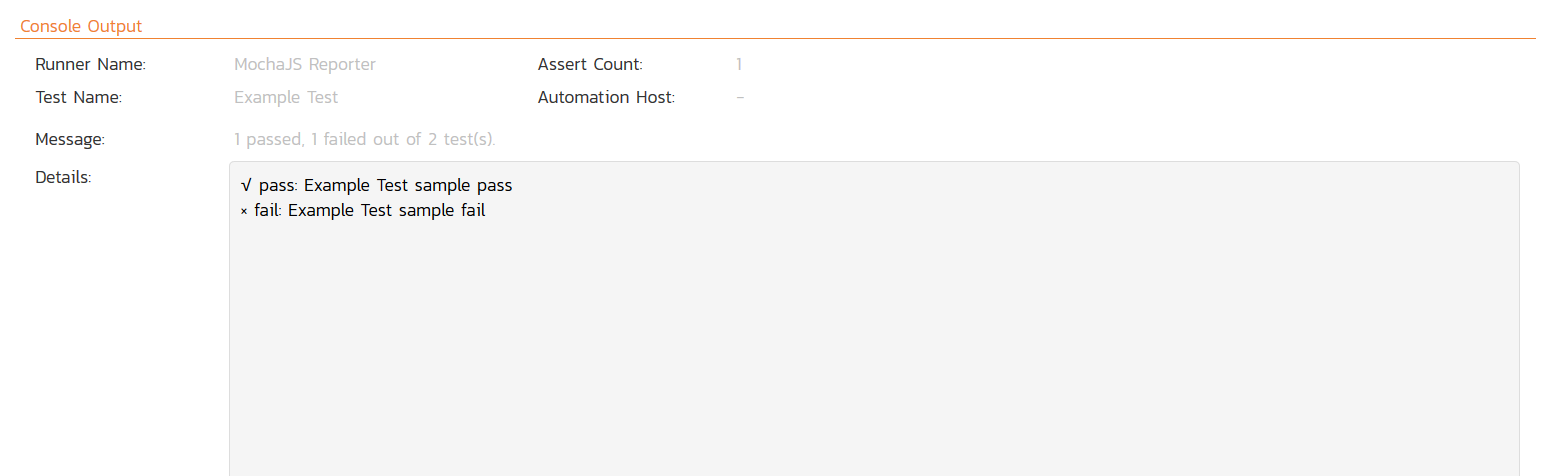 Console Output
Runner Name: MochaJS Reporter Assert Count: 1
Test Name: Example Test Automation Host: -
Message: 1 passed, 1 failed out of 2 test(s).
Details:
√ pass: Example Test sample pass
× fail: Example Test sample fail